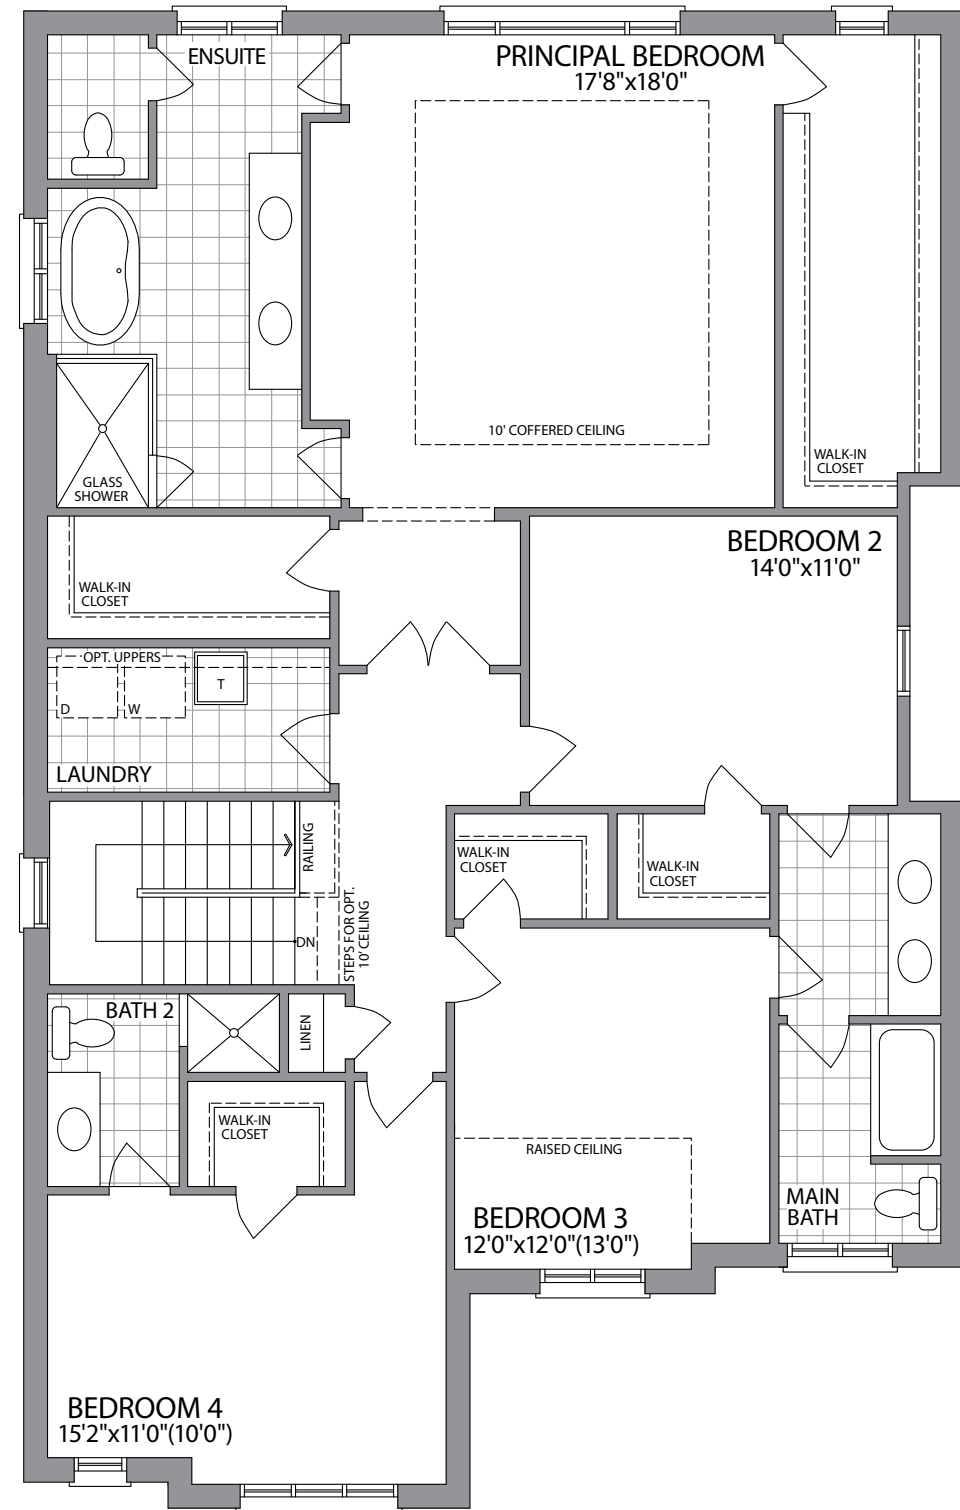 ENSUITE
PRINCIPAL BEDROOM
17'8"x18'0"
10' COFFERED CEILING
WALK-IN
CLOSET
GLASS
SHOWER
BEDROOM 2
14'0"x11'0"
WALK-IN
CLOSET
OPT. UPPERS
D
W
T
LAUNDRY
RAILING
WALK-IN
CLOSET
WALK-IN
CLOSET
DN
STEPS FOR OPT.
10' CEILING
BATH 2
LINEN
WALK-IN
CLOSET
RAISED CEILING
MAIN
BATH
BEDROOM 3
12'0"x12'0"(13'0")
BEDROOM 4
15'2"x11'0"(10'0")